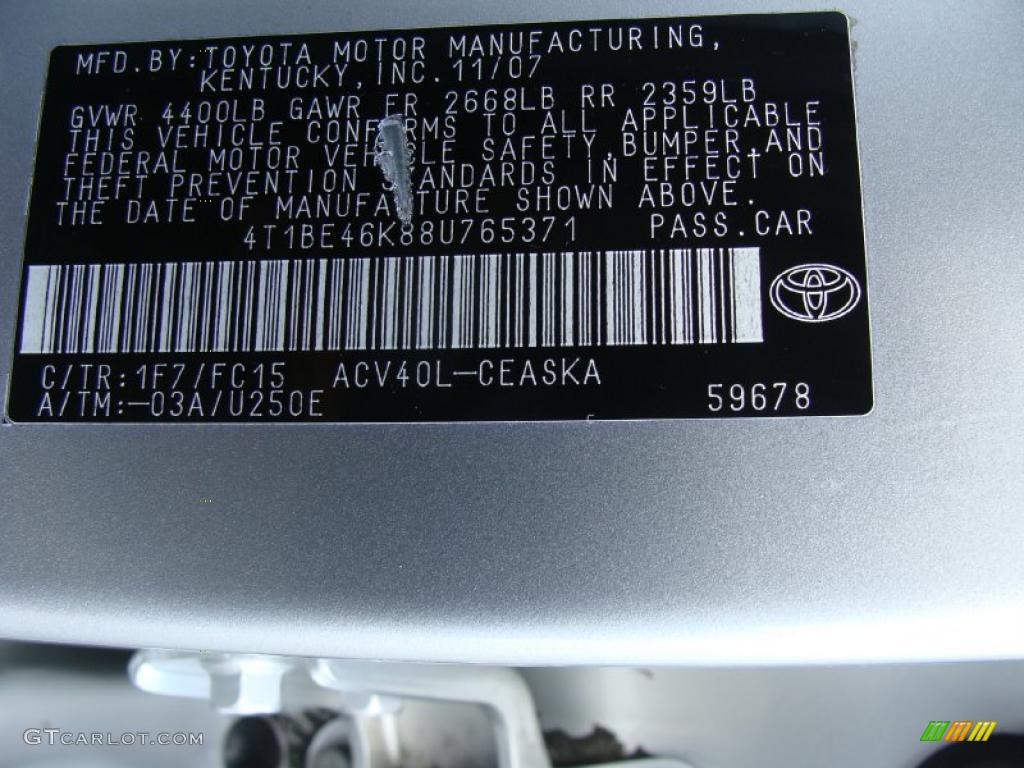 MFD.BY:TOYOTA MOTOR MANUFACTURING,
KENTUCKY,INC.11/07
GVWR 4400LB GAWR FR 2668LB RR 2359LB
THIS VEHICLE CONFORMS TO ALL APPLICABLE
FEDERAL MOTOR VEHICLE SAFETY,BUMPER,AND
THEFT PREVENTION STANDARDS IN EFFECT ON
THE DATE OF MANUFACTURE SHOWN ABOVE.
4T1BE46K88U765371 PASS.CAR
C/TR:1F7/FC15 ACV40L-CEASKA
A/TM:-03A/U250E 59678
GTCARLOT.COM